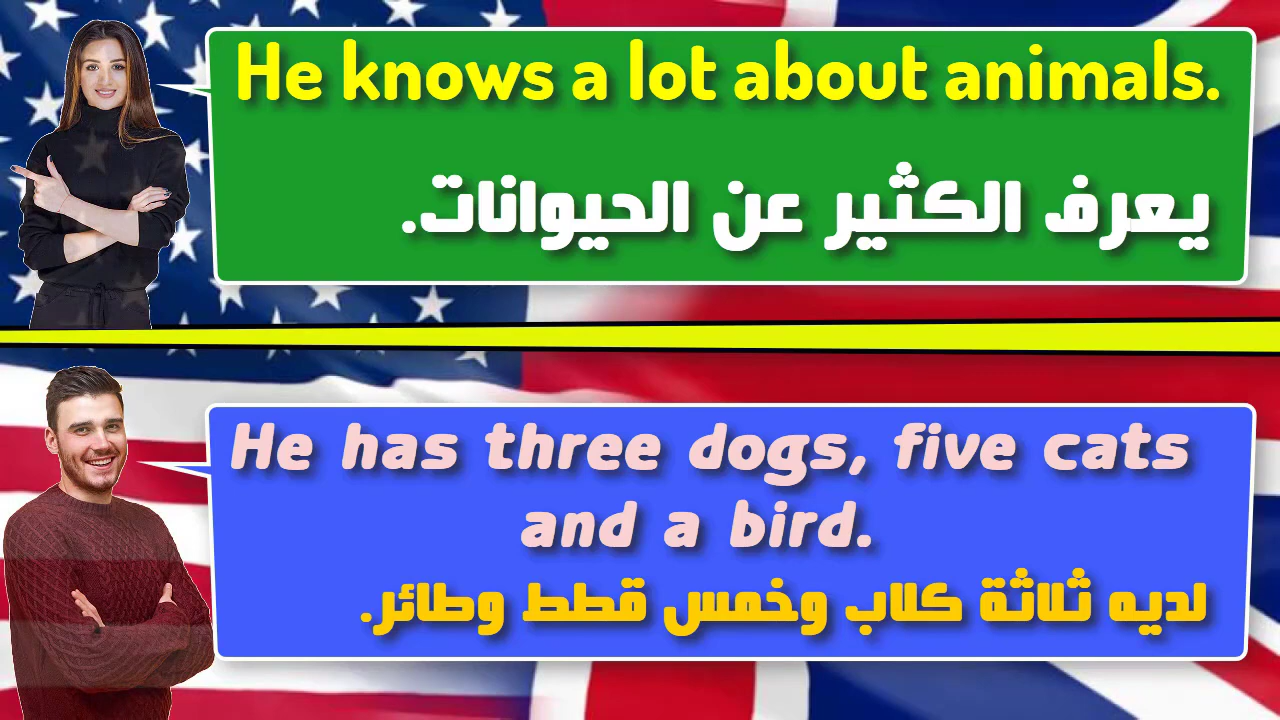 He knows a lot about animals.
يعرف الكثير عن الحيوانات.
He has three dogs, five cats
and a bird.
لديه ثلاثة كلاب وخمس قطط وطائر.